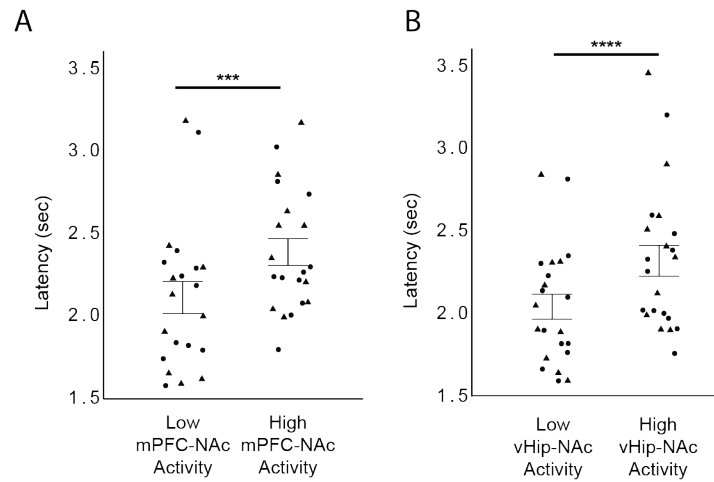 A
Latency (sec)
3.5
3.0
2.5
2.0
1.5
***
Low
mPFC-NAc
Activity
High
mPFC-NAc
Activity
B
Latency (sec)
3.5
3.0
2.5
2.0
1.5
****
Low
vHip-NAc
Activity
High
vHip-NAc
Activity